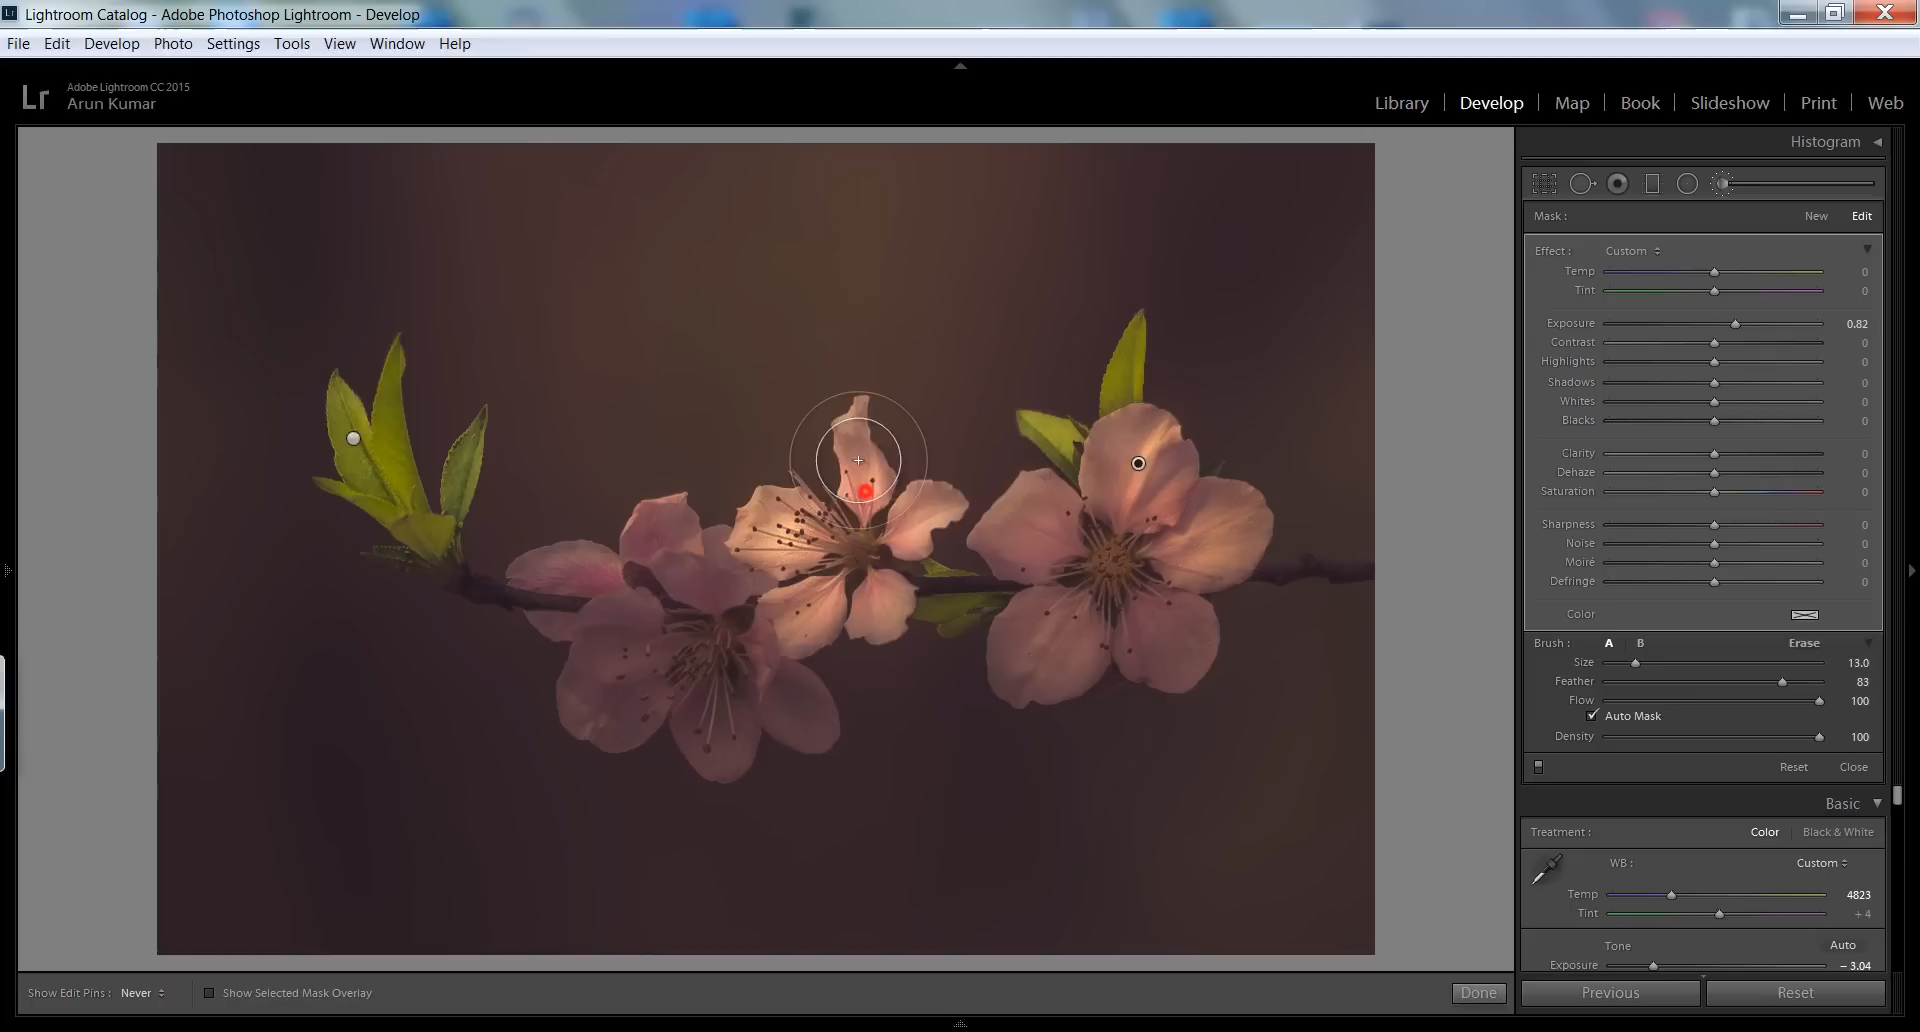 Lightroom Catalog - Adobe Photoshop Lightroom - Develop
File Edit Develop Photo Settings Tools View Window Help
Lr
Adobe Lightroom CC 2015
Arun Kumar
Library Develop Map Book Slideshow Print Web
Histogram
Mask : New Edit
Effect : Custom
Temp 0
Tint 0
Exposure 0.82
Contrast 0
Highlights 0
Shadows 0
Whites 0
Blacks 0
Clarity 0
Dehaze 0
Saturation 0
Sharpness 0
Noise 0
Moiré 0
Defringe 0
Color
Brush : A B Erase
Size 13.0
Feather 83
Flow 100
Auto Mask
Density 100
Reset Close
Basic
Treatment : Color Black & White
WB : Custom
Temp 4823
Tint + 4
Tone Auto
Exposure − 3.04
Show Edit Pins : Never Show Selected Mask Overlay Done
Previous Reset